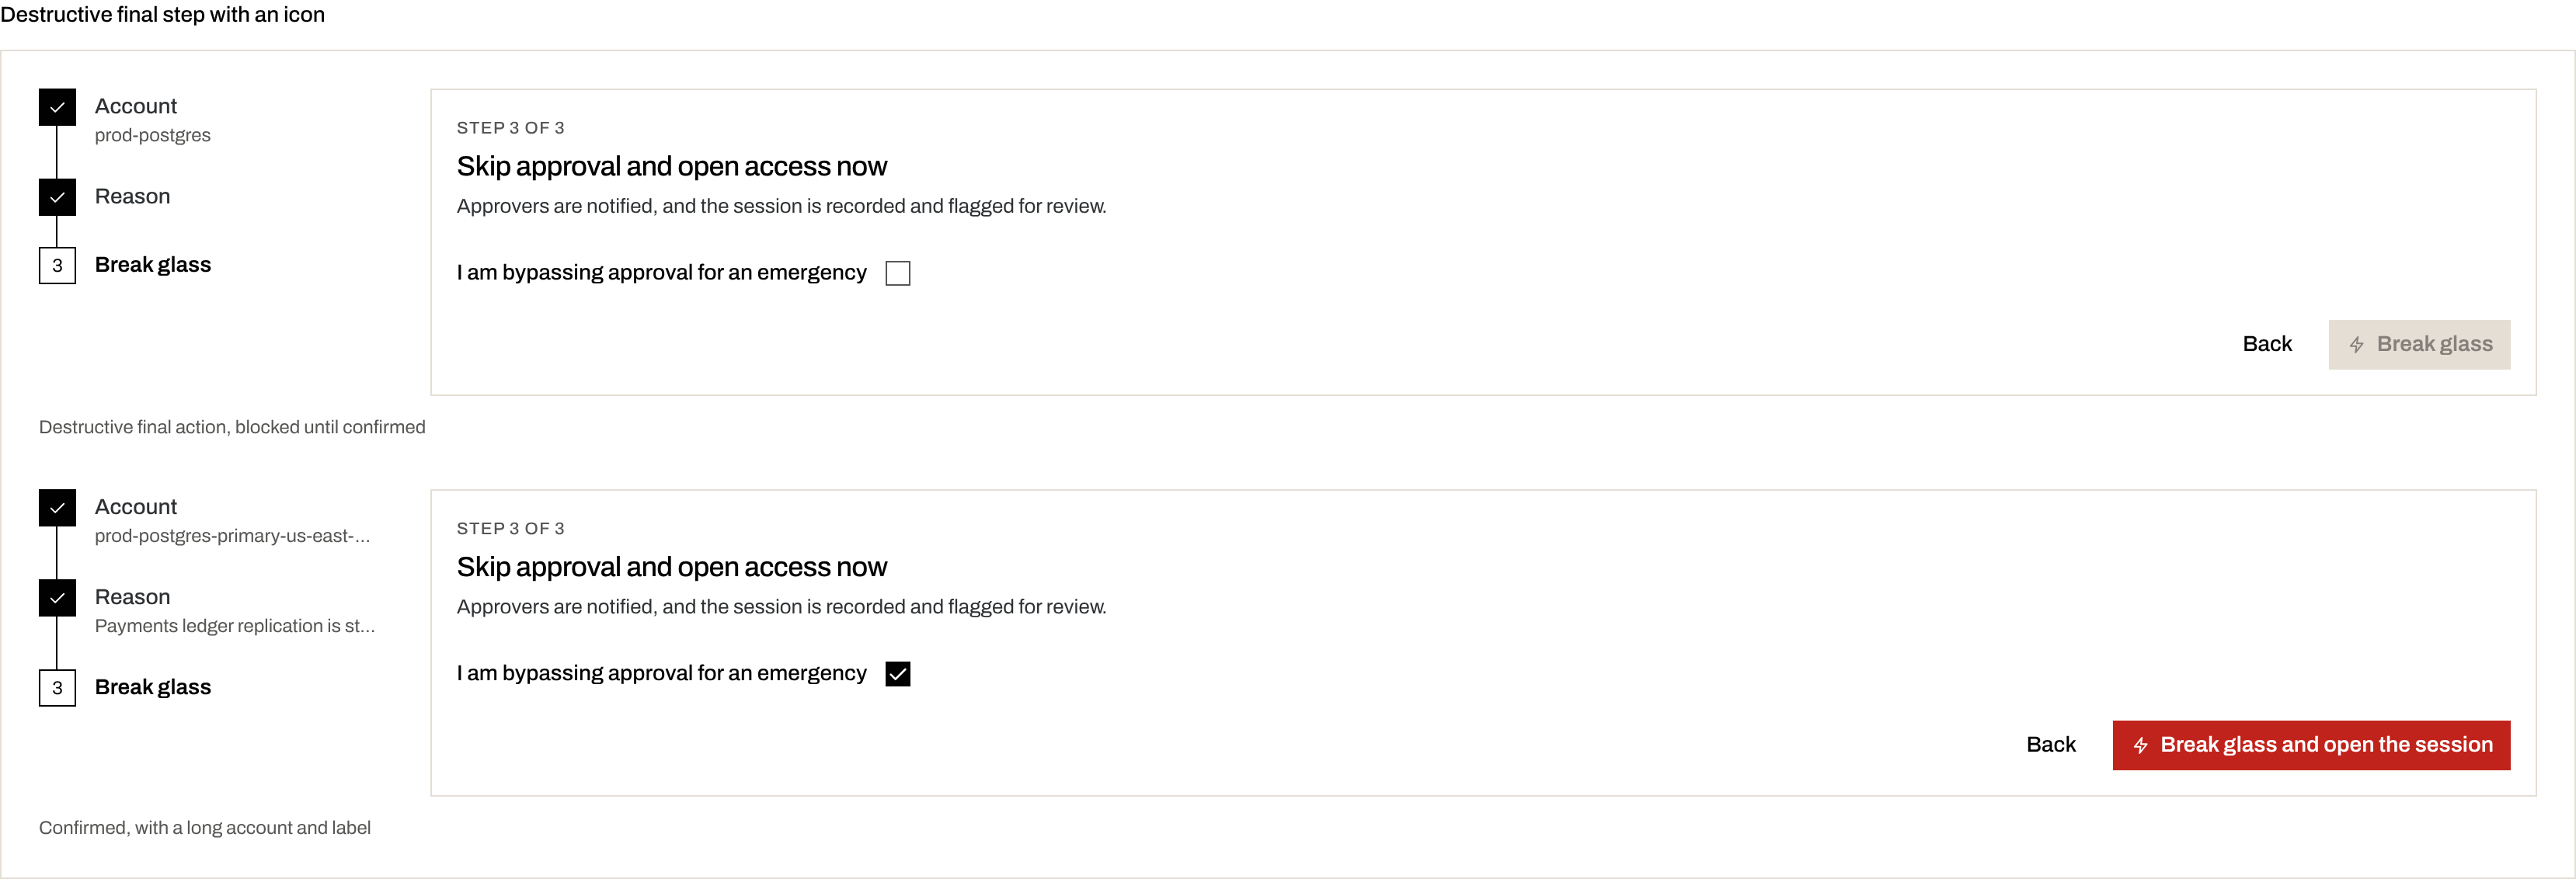 Destructive final step with an icon
Account
prod-postgres
Reason
3
Break glass
STEP 3 OF 3
Skip approval and open access now
Approvers are notified, and the session is recorded and flagged for review.
I am bypassing approval for an emergency
Back
Break glass
Destructive final action, blocked until confirmed
Account
prod-postgres-primary-us-east-...
Reason
Payments ledger replication is st...
3
Break glass
STEP 3 OF 3
Skip approval and open access now
Approvers are notified, and the session is recorded and flagged for review.
I am bypassing approval for an emergency
Back
Break glass and open the session
Confirmed, with a long account and label